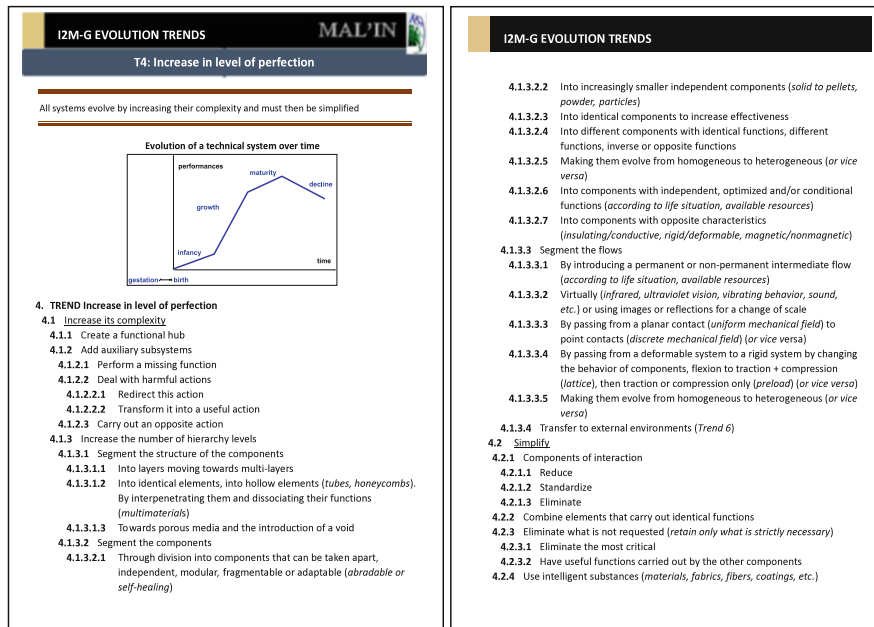 I2M-G EVOLUTION TRENDS
MAL'IN
T4: Increase in level of perfection
All systems evolve by increasing their complexity and must then be simplified
Evolution of a technical system over time
performances
maturity
decline
growth
infancy
time
gestation
birth
4. TREND Increase in level of perfection
4.1 Increase its complexity
4.1.1 Create a functional hub
4.1.2 Add auxiliary subsystems
4.1.2.1 Perform a missing function
4.1.2.2 Deal with harmful actions
4.1.2.2.1 Redirect this action
4.1.2.2.2 Transform it into a useful action
4.1.2.3 Carry out an opposite action
4.1.3 Increase the number of hierarchy levels
4.1.3.1 Segment the structure of the components
4.1.3.1.1 Into layers moving towards multi-layers
4.1.3.1.2 Into identical elements, into hollow elements (tubes, honeycombs).
By interpenetrating them and dissociating their functions
(multimaterials)
4.1.3.1.3 Towards porous media and the introduction of a void
4.1.3.2 Segment the components
4.1.3.2.1 Through division into components that can be taken apart,
independent, modular, fragmentable or adaptable (abradable or
self-healing)
I2M-G EVOLUTION TRENDS
4.1.3.2.2 Into increasingly smaller independent components (solid to pellets,
powder, particles)
4.1.3.2.3 Into identical components to increase effectiveness
4.1.3.2.4 Into different components with identical functions, different
functions, inverse or opposite functions
4.1.3.2.5 Making them evolve from homogeneous to heterogeneous (or vice
versa)
4.1.3.2.6 Into components with independent, optimized and/or conditional
functions (according to life situation, available resources)
4.1.3.2.7 Into components with opposite characteristics
(insulating/conductive, rigid/deformable, magnetic/nonmagnetic)
4.1.3.3 Segment the flows
4.1.3.3.1 By introducing a permanent or non-permanent intermediate flow
(according to life situation, available resources)
4.1.3.3.2 Virtually (infrared, ultraviolet vision, vibrating behavior, sound,
etc.) or using images or reflections for a change of scale
4.1.3.3.3 By passing from a planar contact (uniform mechanical field) to
point contacts (discrete mechanical field) (or vice versa)
4.1.3.3.4 By passing from a deformable system to a rigid system by changing
the behavior of components, flexion to traction + compression
(lattice), then traction or compression only (preload) (or vice versa)
4.1.3.3.5 Making them evolve from homogeneous to heterogeneous (or vice
versa)
4.1.3.4 Transfer to external environments (Trend 6)
4.2 Simplify
4.2.1 Components of interaction
4.2.1.1 Reduce
4.2.1.2 Standardize
4.2.1.3 Eliminate
4.2.2 Combine elements that carry out identical functions
4.2.3 Eliminate what is not requested (retain only what is strictly necessary)
4.2.3.1 Eliminate the most critical
4.2.3.2 Have useful functions carried out by the other components
4.2.4 Use intelligent substances (materials, fabrics, fibers, coatings, etc.)